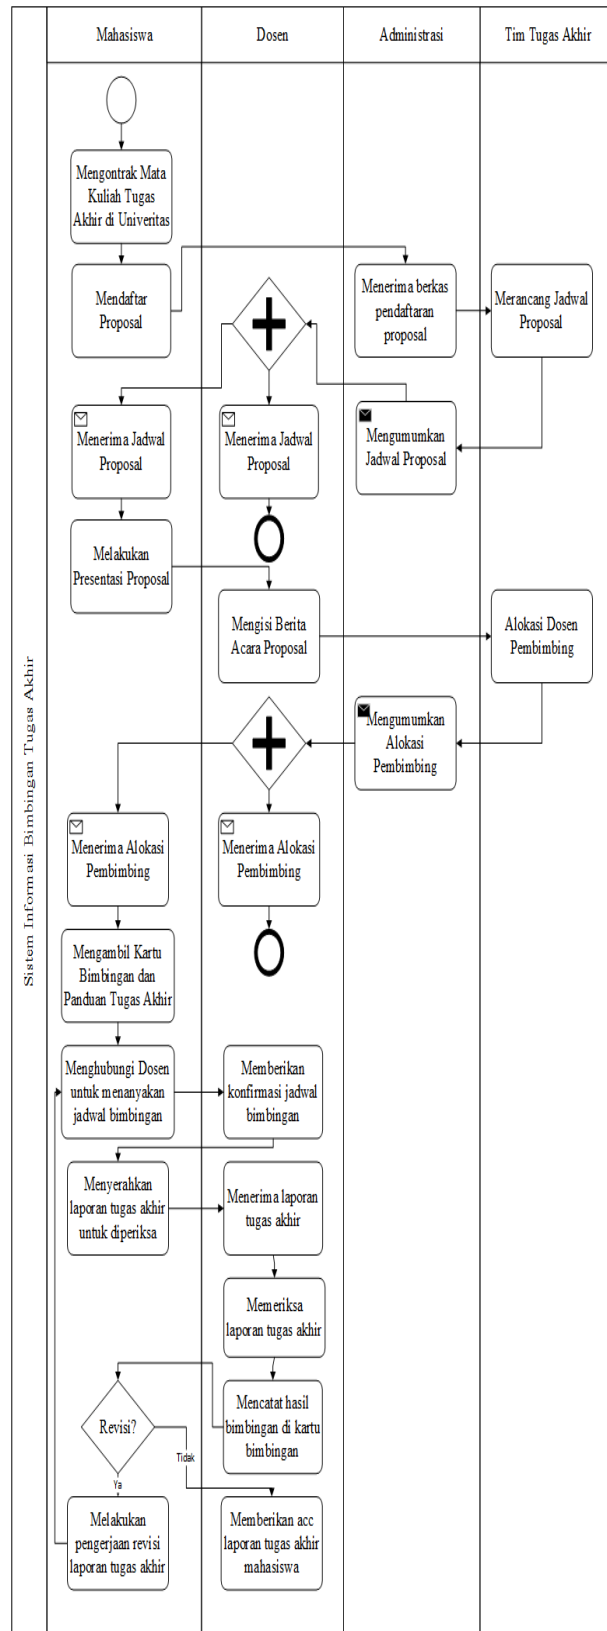 Mahasiswa
Dosen
Administrasi
Tim Tugas Akhir
Sistem Informasi Bimbingan Tugas Akhir
Mengontrak Mata
Kuliah Tugas
Akhir di Univeritas
Mendaftar
Proposal
Menerima berkas
pendaftaran
proposal
Merancang Jadwal
Proposal
Menerima Jadwal
Proposal
Menerima Jadwal
Proposal
Mengumumkan
Jadwal Proposal
Melakukan
Presentasi Proposal
Mengisi Berita
Acara Proposal
Alokasi Dosen
Pembimbing
Mengumumkan
Alokasi
Pembimbing
Menerima Alokasi
Pembimbing
Menerima Alokasi
Pembimbing
Mengambil Kartu
Bimbingan dan
Panduan Tugas Akhir
Menghubungi Dosen
untuk menanyakan
jadwal bimbingan
Memberikan
konfirmasi jadwal
bimbingan
Menyerahkan
laporan tugas akhir
untuk diperiksa
Menerima laporan
tugas akhir
Memeriksa
laporan tugas akhir
Mencatat hasil
bimbingan di kartu
bimbingan
Revisi?
Tidak
Ya
Melakukan
pengerjaan revisi
laporan tugas akhir
Memberikan acc
laporan tugas akhir
mahasiswa